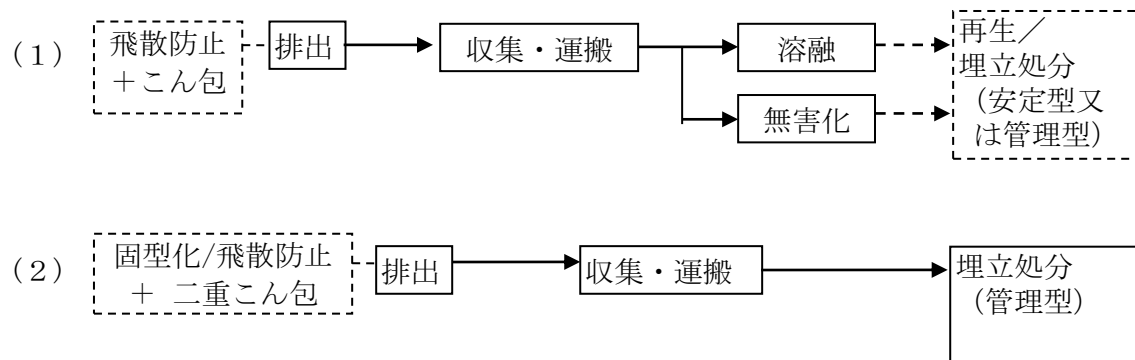 (1)
飛散防止
+こん包
排出
収集・運搬
溶融
無害化
再生/
埋立処分
(安定型又
は管理型)
(2)
固型化/飛散防止
+ 二重こん包
排出
収集・運搬
埋立処分
(管理型)